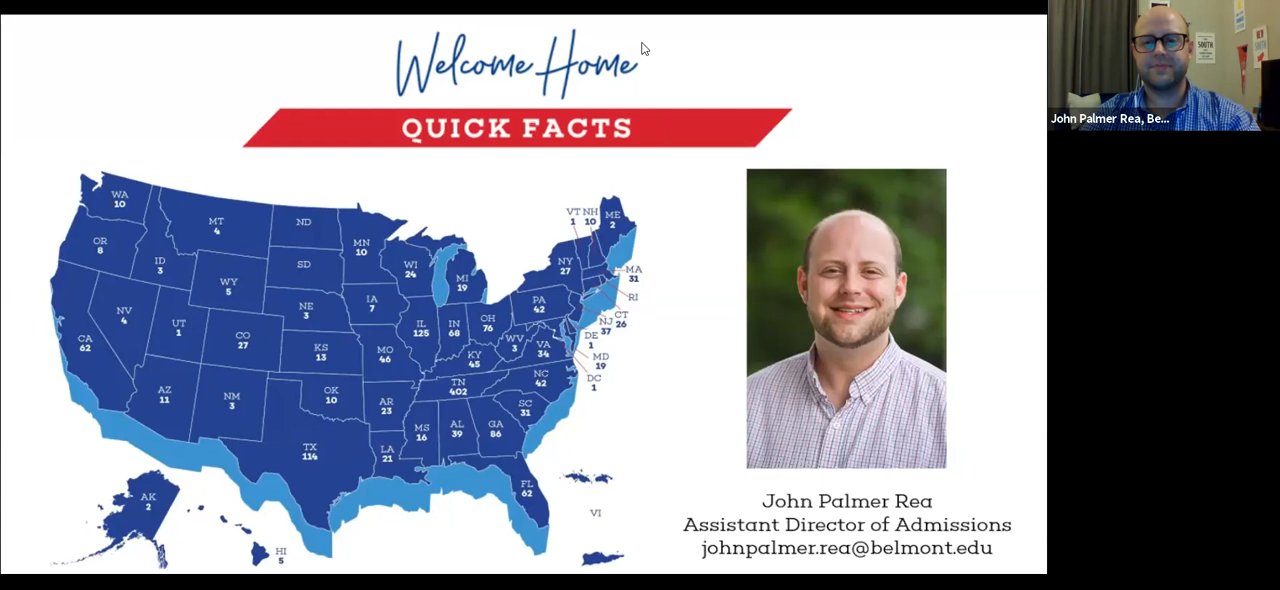 Welcome Home
QUICK FACTS
WA
10
OR
8
CA
62
ID
3
NV
4
MT
4
WY
5
UT
1
AZ
11
CO
27
NM
3
ND
SD
NE
3
KS
13
OK
10
TX
114
MN
10
IA
7
MO
46
AR
23
LA
21
WI
24
IL
125
MI
19
IN
68
OH
76
KY
45
TN
402
MS
16
AL
39
GA
86
FL
62
SC
31
NC
42
VA
34
WV
3
PA
42
NY
27
VT
1
NH
10
ME
2
MA
31
RI
CT
26
NJ
37
DE
1
MD
19
DC
1
AK
2
HI
5
VI
John Palmer Rea
Assistant Director of Admissions
johnpalmer.rea@belmont.edu
John Palmer Rea, Be...
SOUTH